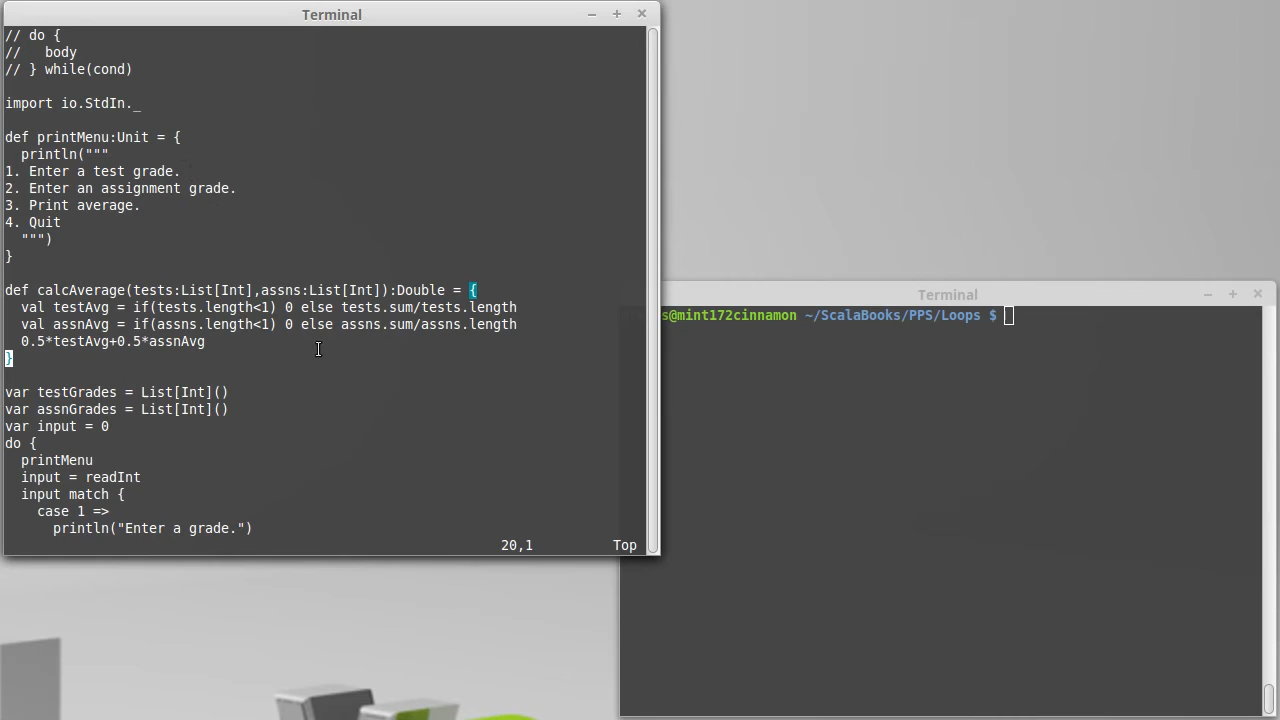 Terminal
// do {
//   body
// } while(cond)
import io.StdIn._
def printMenu:Unit = {
  println("""
1. Enter a test grade.
2. Enter an assignment grade.
3. Print average.
4. Quit
  """)
}
def calcAverage(tests:List[Int],assns:List[Int]):Double = {
  val testAvg = if(tests.length<1) 0 else tests.sum/tests.length
  val assnAvg = if(assns.length<1) 0 else assns.sum/assns.length
  0.5*testAvg+0.5*assnAvg
}
var testGrades = List[Int]()
var assnGrades = List[Int]()
var input = 0
do {
  printMenu
  input = readInt
  input match {
    case 1 =>
      println("Enter a grade.")
20,1 Top
Terminal
s@mint172cinnamon ~/ScalaBooks/PPS/Loops $